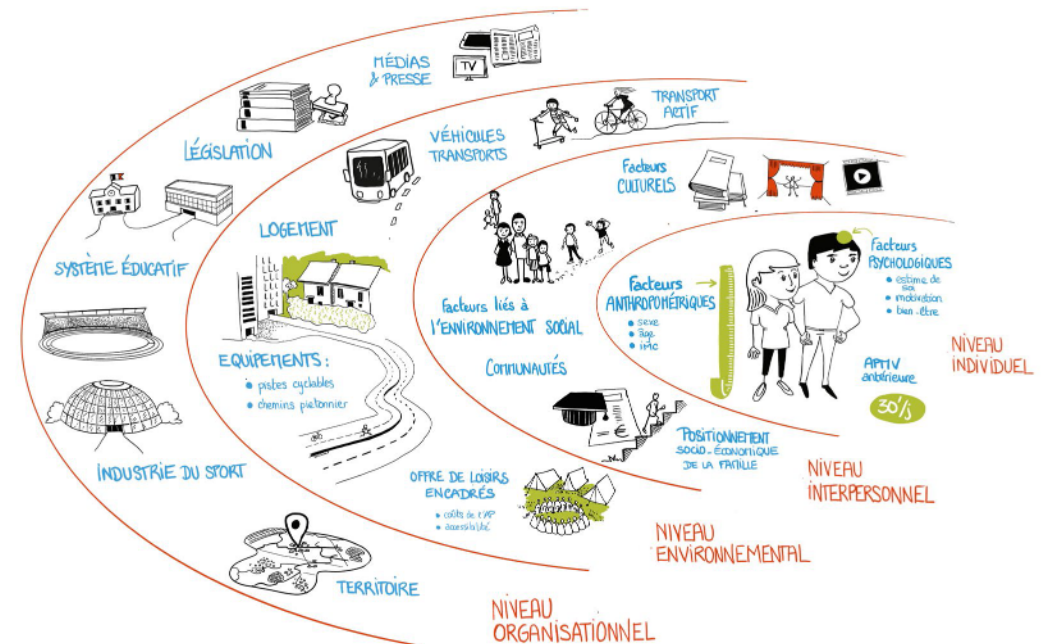 MÉDIAS
& PRESSE
TV
LÉGISLATION
SYSTÈME ÉDUCATIF
INDUSTRIE DU SPORT
TERRITOIRE
NIVEAU
ORGANISATIONNEL
VÉHICULES
TRANSPORTS
TRANSPORT
ACTIF
LOGEMENT
EQUIPEMENTS :
• pistes cyclables
• chemins pietonnier
OFFRE DE LOISIRS
ENCADRÉS
• coûts de l'AP
• accessibilité
NIVEAU
ENVIRONNEMENTAL
Facteurs
CULTURELS
Facteurs liés à
L'ENVIRONNEMENT SOCIAL
COMMUNAUTÉS
€
POSITIONNEMENT
SOCIO-ÉCONOMIQUE
DE LA FAMILLE
NIVEAU
INTERPERSONNEL
Facteurs
ANTHROPOMÉTRIQUES
• sexe
• âge
• imc
Facteurs
PSYCHOLOGIQUES
• estime de
soi
• motivation
• bien-être
APMV
antérieure
30'/j
NIVEAU
INDIVIDUEL